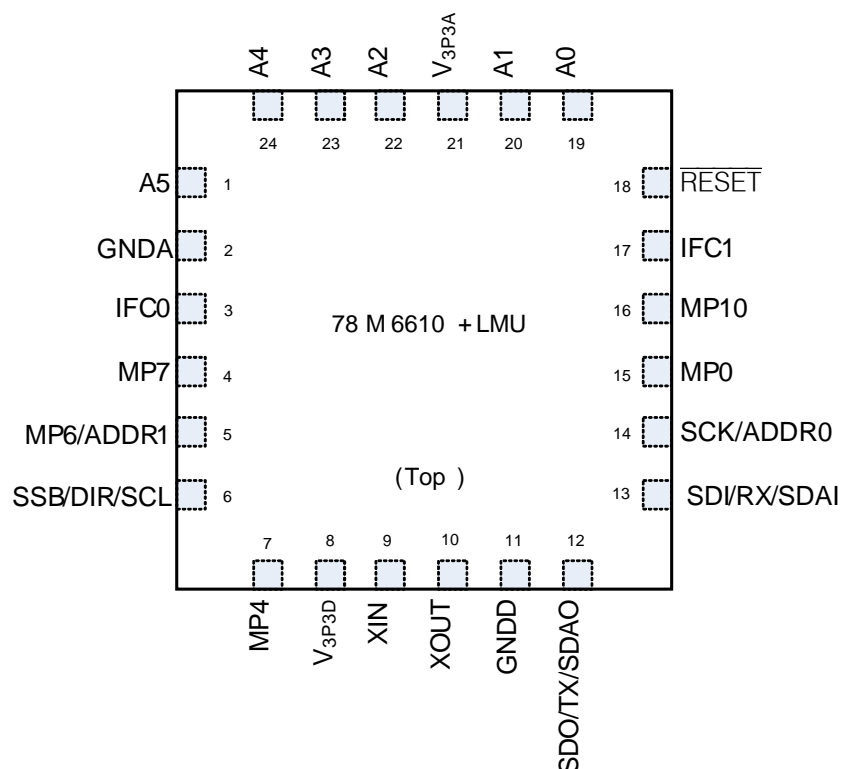 A4
A3
A2
V3P3A
A1
A0
24
23
22
21
20
19
A5
1
18
RESET
GNDA
2
17
IFC1
IFC0
3
16
MP10
78 M 6610 +LMU
MP7
4
15
MP0
MP6/ADDR1
5
14
SCK/ADDR0
(Top )
SSB/DIR/SCL
6
13
SDI/RX/SDAI
7
8
9
10
11
12
MP4
V3P3D
XIN
XOUT
GNDD
SDO/TX/SDAO